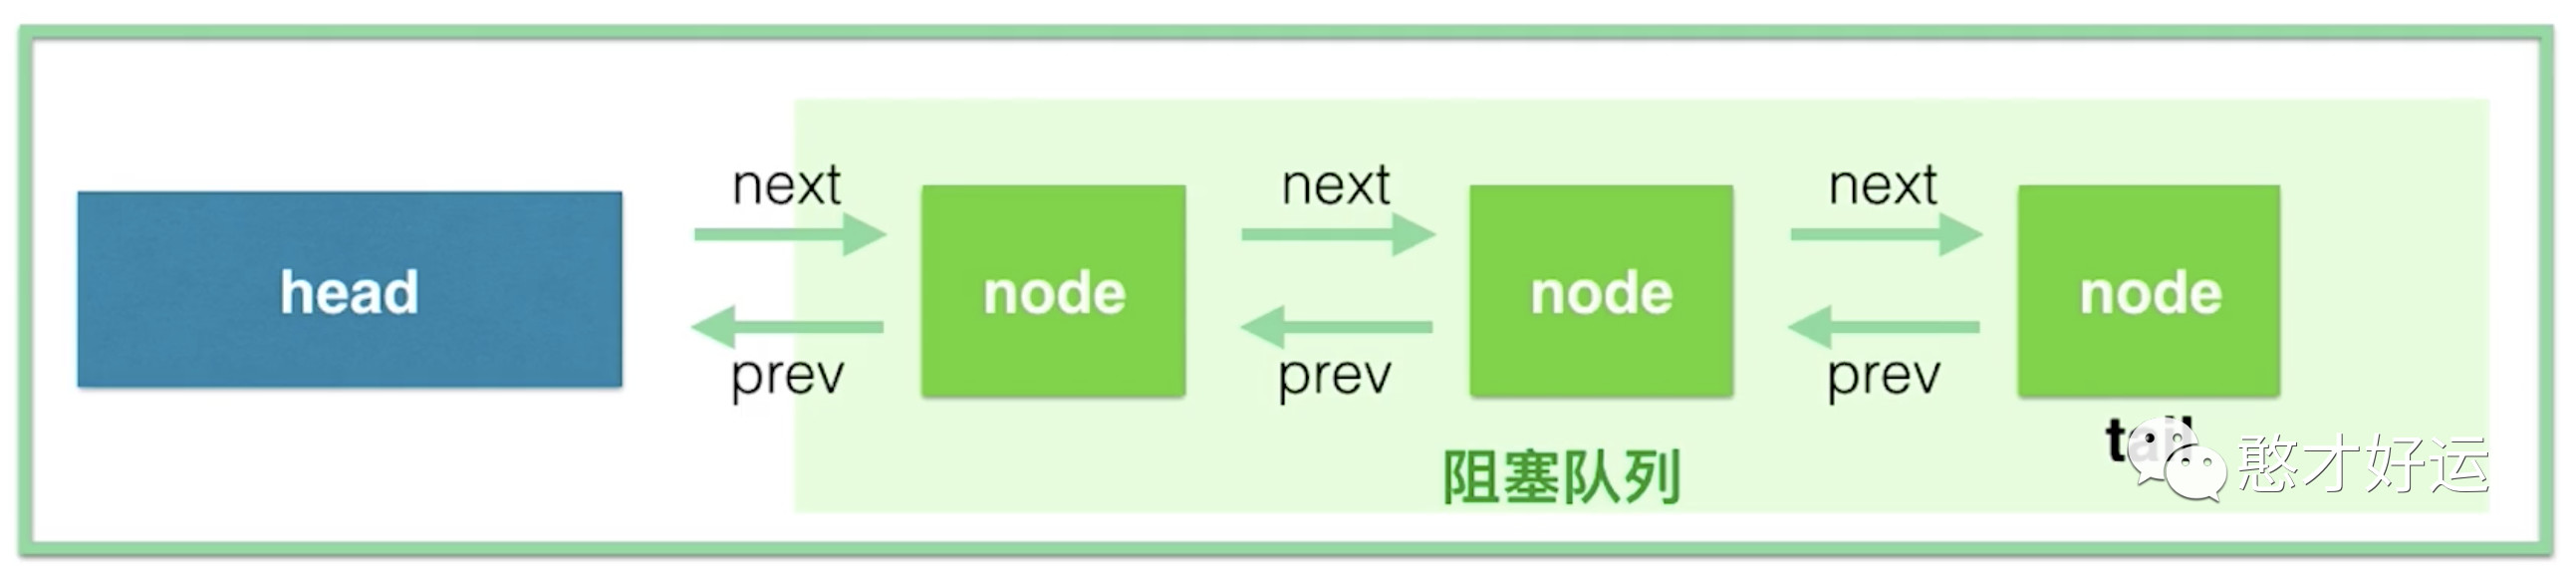 next
next
next
head
node
node
node
prev
prev
prev
tail
阻塞队列
憨才好运